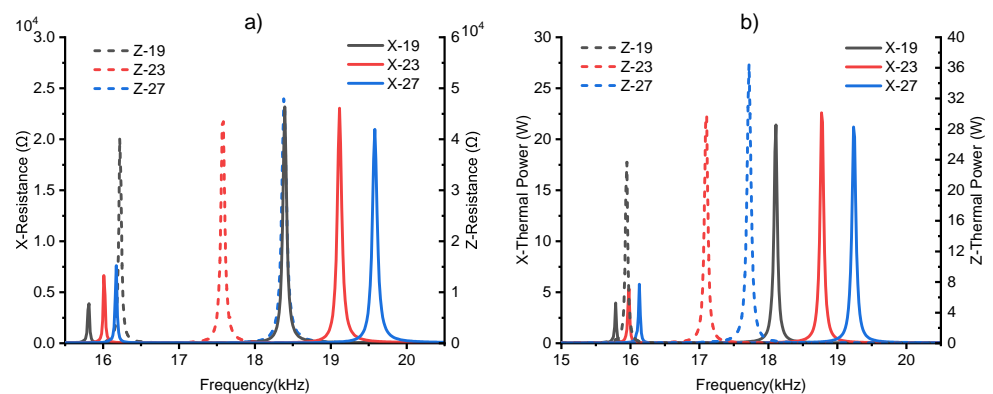 a)
10⁴
6 10⁴
3.0
2.5
2.0
1.5
1.0
0.5
0.0
X-Resistance (Ω)
Z-19
Z-23
Z-27
X-19
X-23
X-27
5
4
3
2
1
0
Z-Resistance (Ω)
16
17
18
19
20
Frequency(kHz)
b)
30
25
20
15
10
5
0
X-Thermal Power (W)
Z-19
Z-23
Z-27
X-19
X-23
X-27
40
36
32
28
24
20
16
12
8
4
0
Z-Thermal Power (W)
15
16
17
18
19
20
Frequency(kHz)